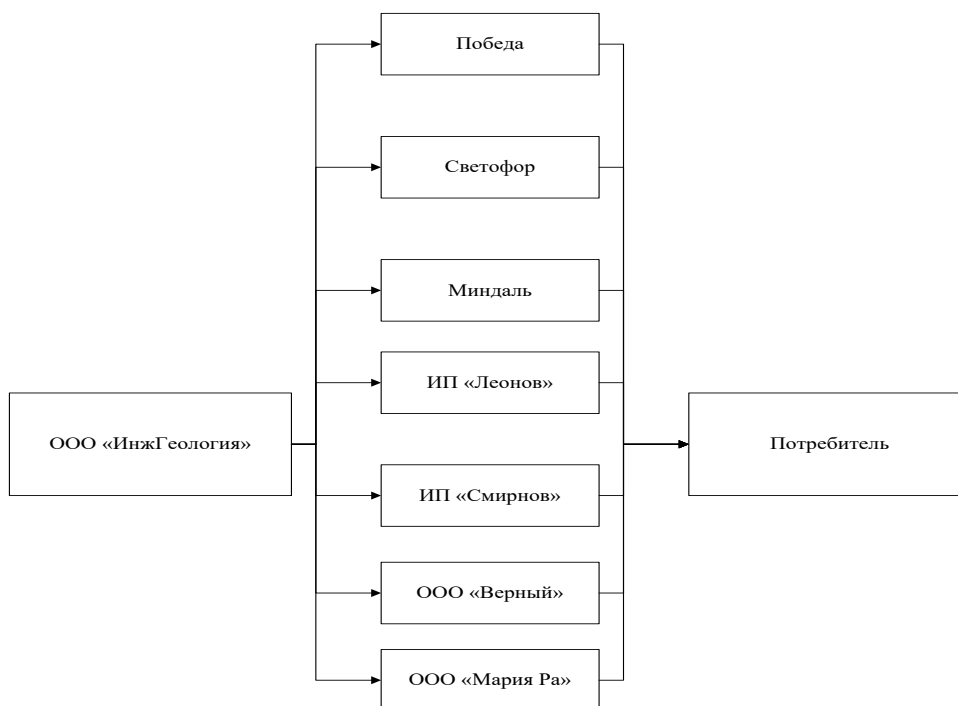 Победа
Светофор
Миндаль
ИП «Леонов»
ООО «ИнжГеология»
Потребитель
ИП «Смирнов»
ООО «Верный»
ООО «Мария Ра»